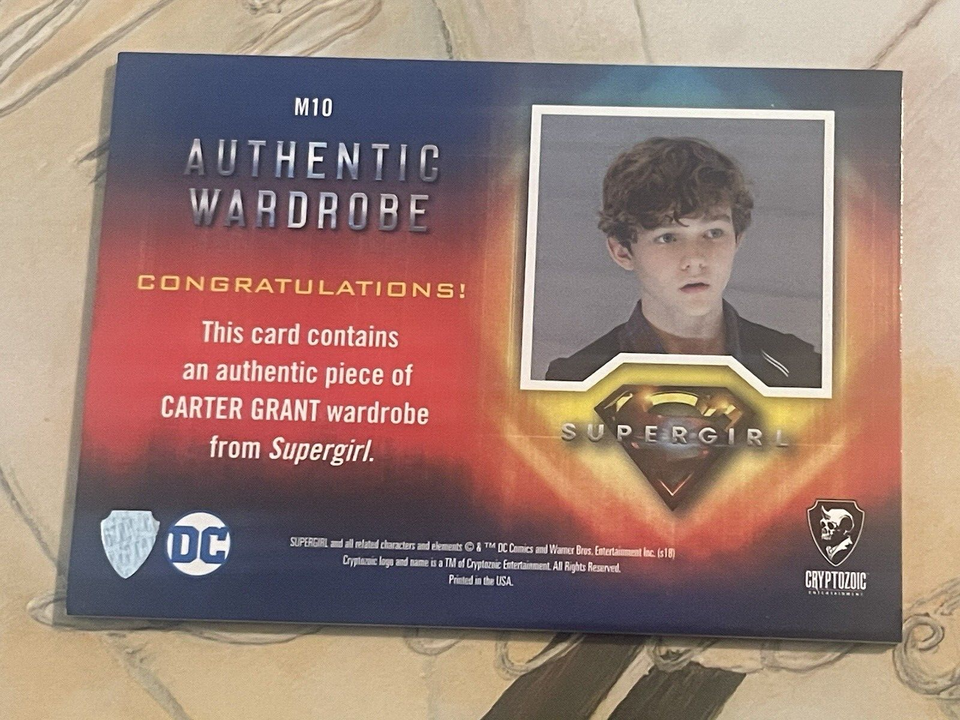 M10
AUTHENTIC
WARDROBE
CONGRATULATIONS!
This card contains
an authentic piece of
CARTER GRANT wardrobe
from Supergirl.
SUPERGIRL
DC
SUPERGIRL and all related characters and elements © & ™ DC Comics and Warner Bros. Entertainment Inc. (s18)
Cryptozoic logo and name is a TM of Cryptozoic Entertainment. All Rights Reserved.
Printed in the USA.
CRYPTOZOIC
ENTERTAINMENT